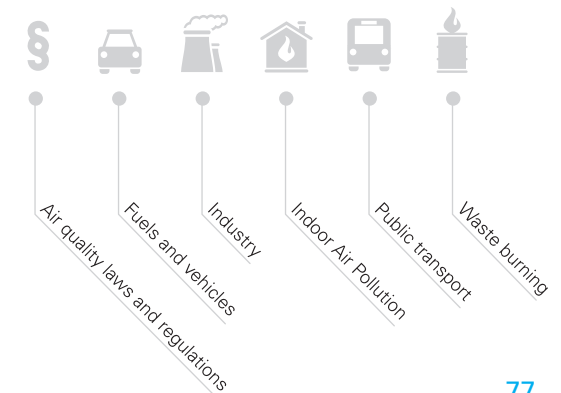 §
Air quality laws and regulations
Fuels and vehicles
Industry
Indoor Air Pollution
Public transport
Waste burning
77